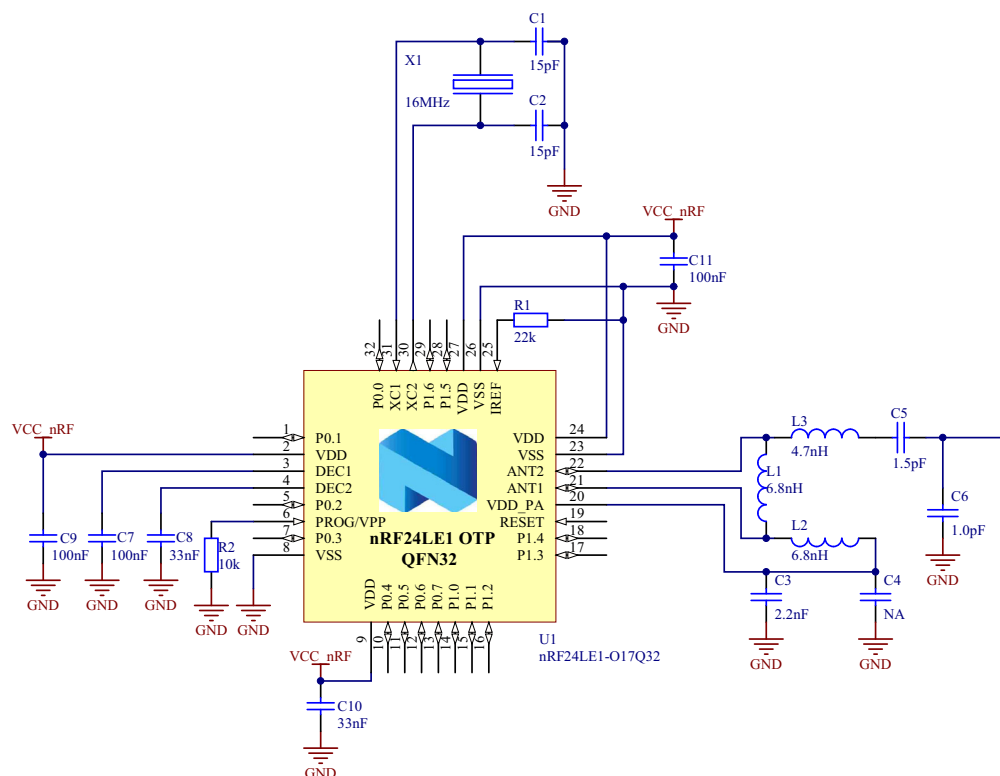 C1
X1
15pF
16MHz
C2
15pF
GND
VCC_nRF
C11
100nF
GND
R1
22k
32
31
30
29
28
27
26
25
P0.0
XC1
XC2
P1.6
P1.5
VDD
VSS
IREF
1
P0.1
VCC_nRF
2
VDD
3
DEC1
4
DEC2
5
P0.2
6
PROG/VPP
7
P0.3
8
VSS
VDD
24
VSS
23
ANT2
22
ANT1
21
VDD_PA
20
RESET
19
P1.4
18
P1.3
17
nRF24LE1 OTP
QFN32
L3
4.7nH
C5
1.5pF
L1
6.8nH
L2
6.8nH
C6
1.0pF
GND
C3
2.2nF
GND
C4
NA
GND
C9
100nF
GND
C7
100nF
GND
C8
33nF
GND
R2
10k
GND
GND
VDD
P0.4
P0.5
P0.6
P0.7
P1.0
P1.1
P1.2
9
10
11
12
13
14
15
16
U1
nRF24LE1-O17Q32
VCC_nRF
C10
33nF
GND